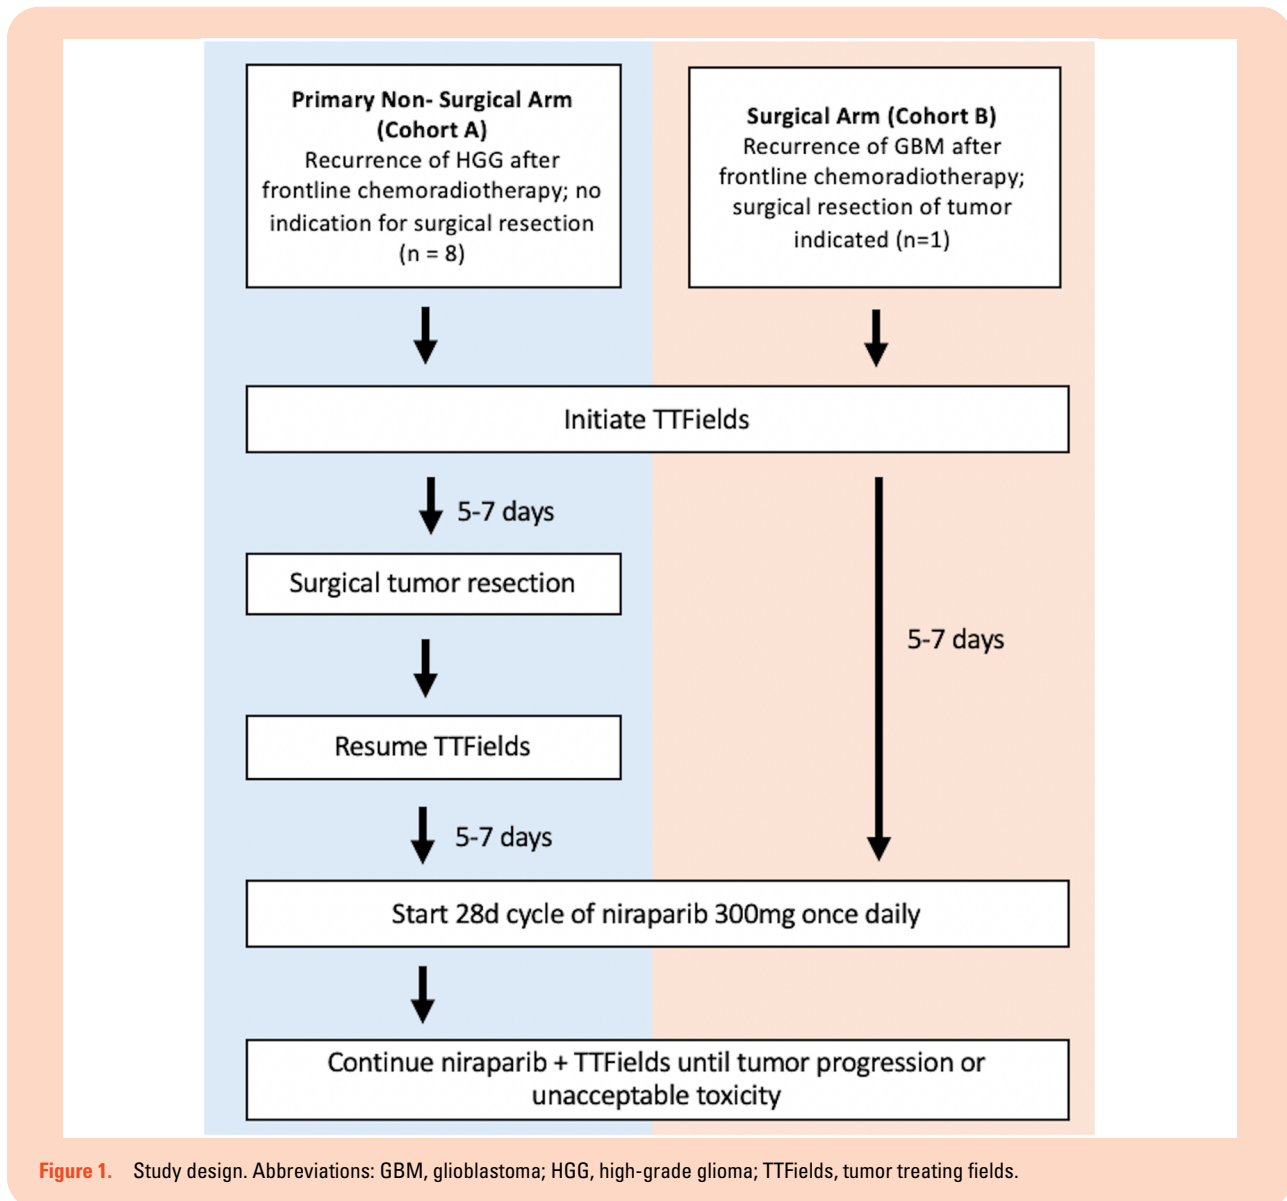 Primary Non- Surgical Arm
(Cohort A)
Recurrence of HGG after
frontline chemoradiotherapy; no
indication for surgical resection
(n = 8)
Surgical Arm (Cohort B)
Recurrence of GBM after
frontline chemoradiotherapy;
surgical resection of tumor
indicated (n=1)
Initiate TTFields
5-7 days
Surgical tumor resection
5-7 days
Resume TTFields
5-7 days
Start 28d cycle of niraparib 300mg once daily
Continue niraparib + TTFields until tumor progression or
unacceptable toxicity
Figure 1. Study design. Abbreviations: GBM, glioblastoma; HGG, high-grade glioma; TTFields, tumor treating fields.